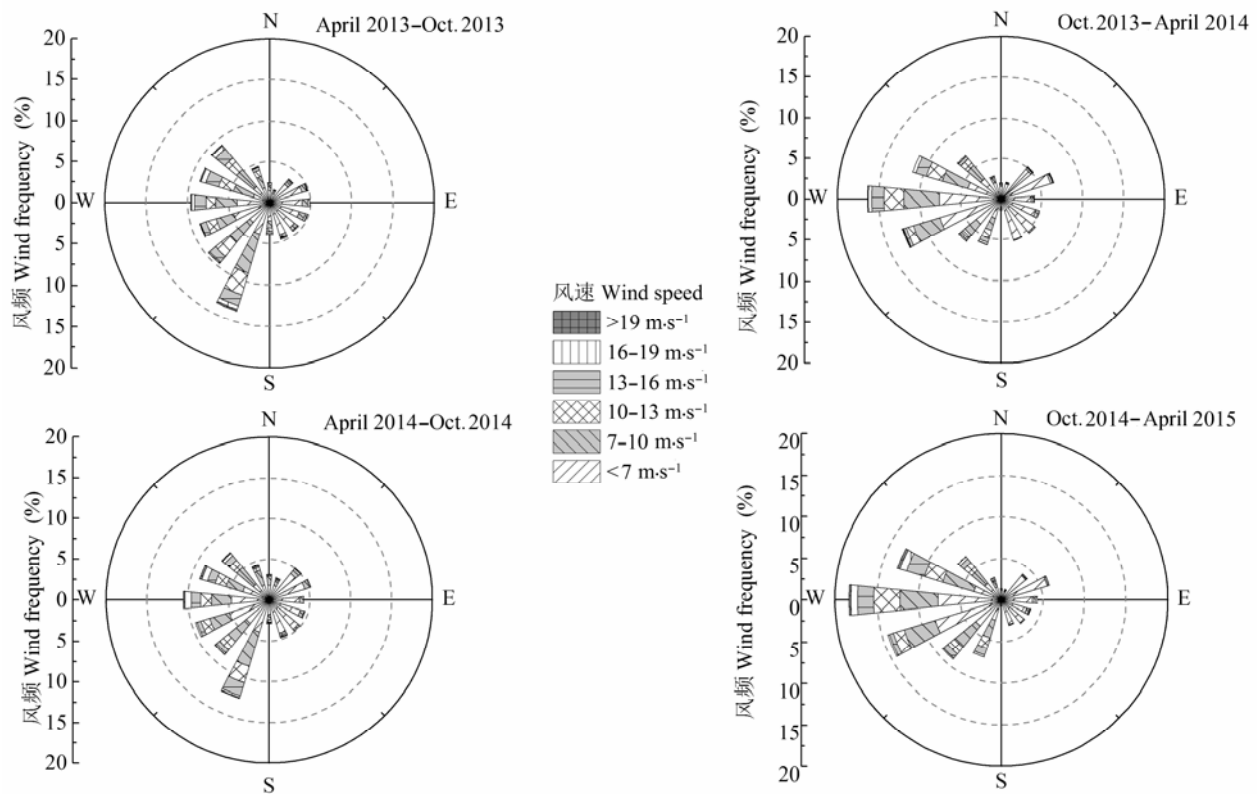 N
April 2013–Oct. 2013
20
15
10
5
0
5
10
15
20
风频 Wind frequency (%)
W
E
S
N
Oct. 2013–April 2014
20
15
10
5
0
5
10
15
20
风频 Wind frequency (%)
W
E
S
风速 Wind speed
>19 m·s⁻¹
16–19 m·s⁻¹
13–16 m·s⁻¹
10–13 m·s⁻¹
7–10 m·s⁻¹
<7 m·s⁻¹
N
April 2014–Oct. 2014
20
15
10
5
0
5
10
15
20
风频 Wind frequency (%)
W
E
S
N
Oct. 2014–April 2015
20
15
10
5
10
0
5
10
5
10
15
20
风频 Wind frequency (%)
W
E
S